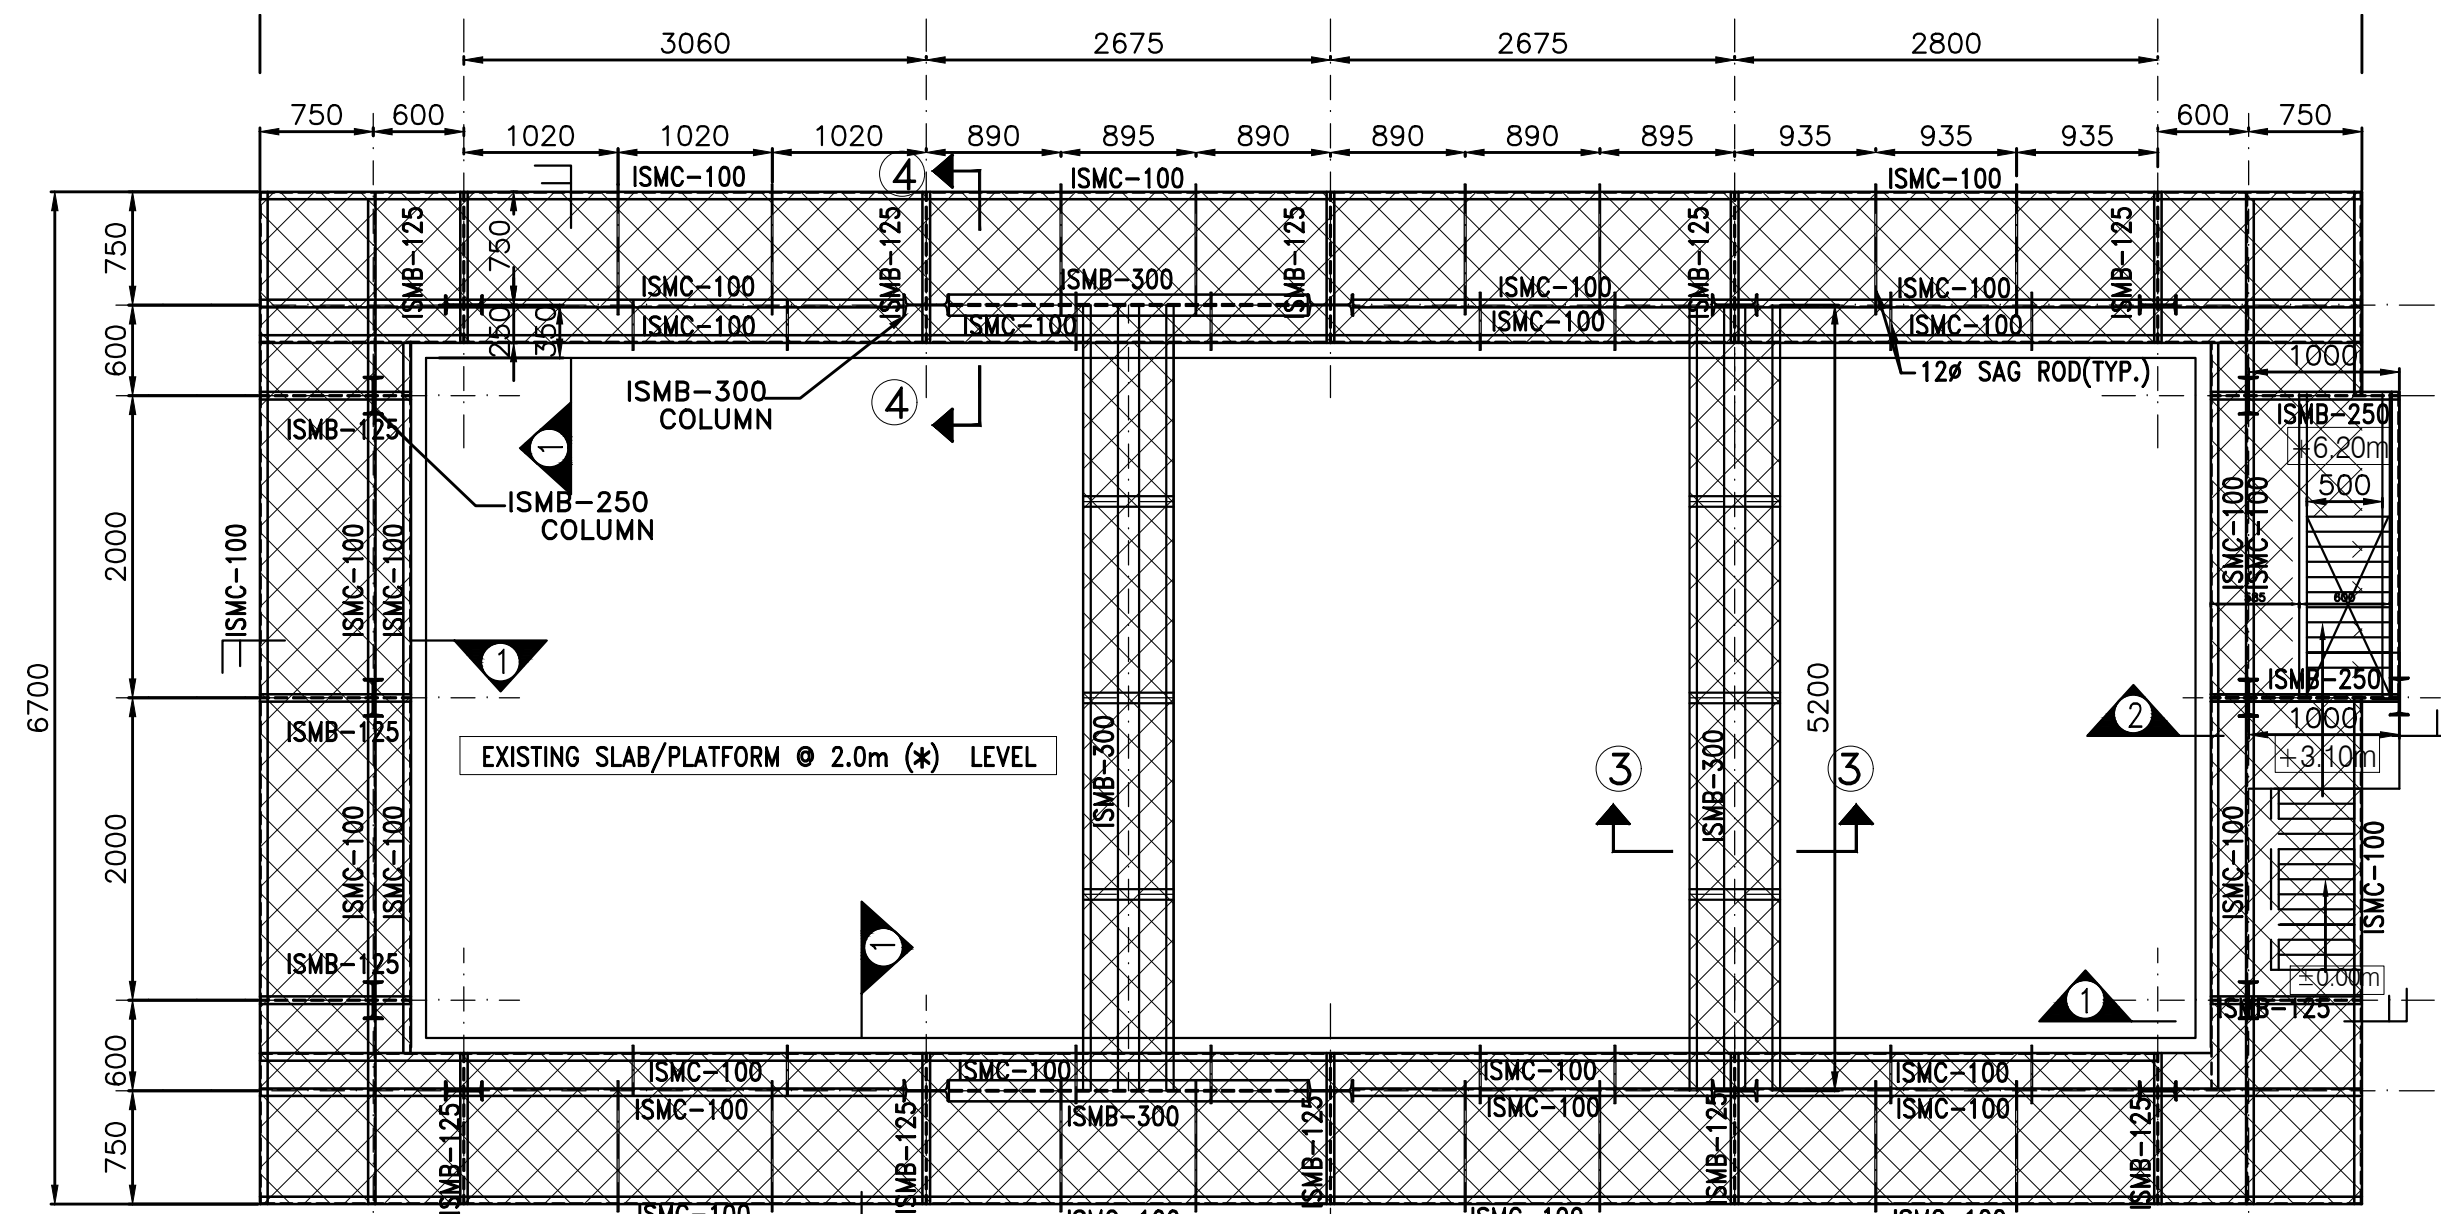 3060 2675 2675 2800
750 600 600 750
1020 1020 1020 890 895 890 890 890 895 935 935 935
ISMC-100 4 ISMC-100 ISMC-100
750 ISMB-125 750 ISMB-125 ISMB-125 ISMB-125 ISMB-125
ISMC-100 ISMB-300 ISMC-100 ISMC-100
600 250 350 ISMC-100 ISMC-100 ISMC-100 ISMC-100
1000
12ø SAG ROD(TYP.)
ISMB-300
COLUMN
4
ISMB-125 ISMB-250
1 +6.20m
500
ISMB-250
COLUMN
2000 ISMC-100 ISMC-100 ISMC-100 ISMC-100 ISMC-100
585 600
1
6700 5200
ISMB-250
ISMB-125 2 1000
EXISTING SLAB/PLATFORM @ 2.0m (*) LEVEL
+3.10m
ISMB-300 3 ISMB-300 3
2000 ISMC-100 ISMC-100 ISMC-100 ISMC-100
1
ISMB-125 ±0.00m
1 ISMB-125
600 ISMC-100 ISMC-100 ISMC-100 ISMC-100
ISMC-100 ISMB-300 ISMC-100 ISMC-100
750 ISMB-125 ISMB-125 ISMB-125 ISMB-125 ISMB-125
ISMC-100 ISMC-100 ISMC-100 ISMC-100